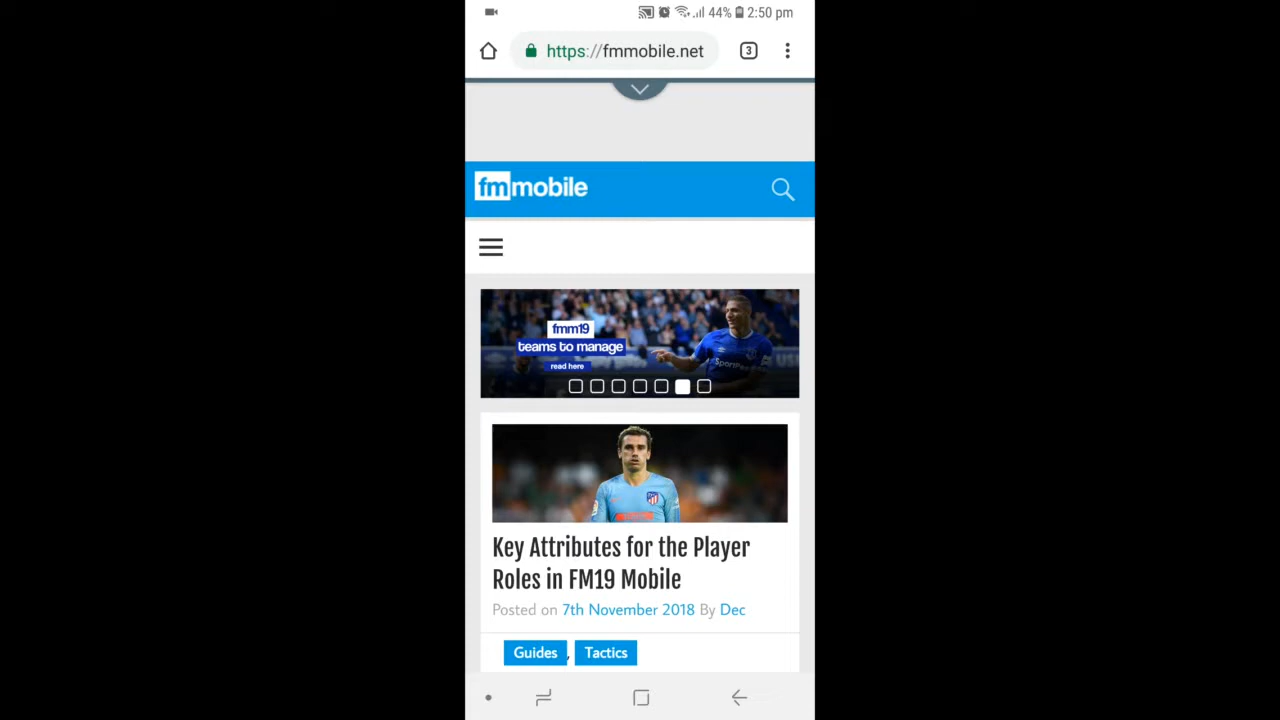 44% 2:50 pm
https://fmmobile.net 3
fmmobile
fmm19
teams to manage
read here
Key Attributes for the Player
Roles in FM19 Mobile
Posted on 7th November 2018 By Dec
Guides, Tactics